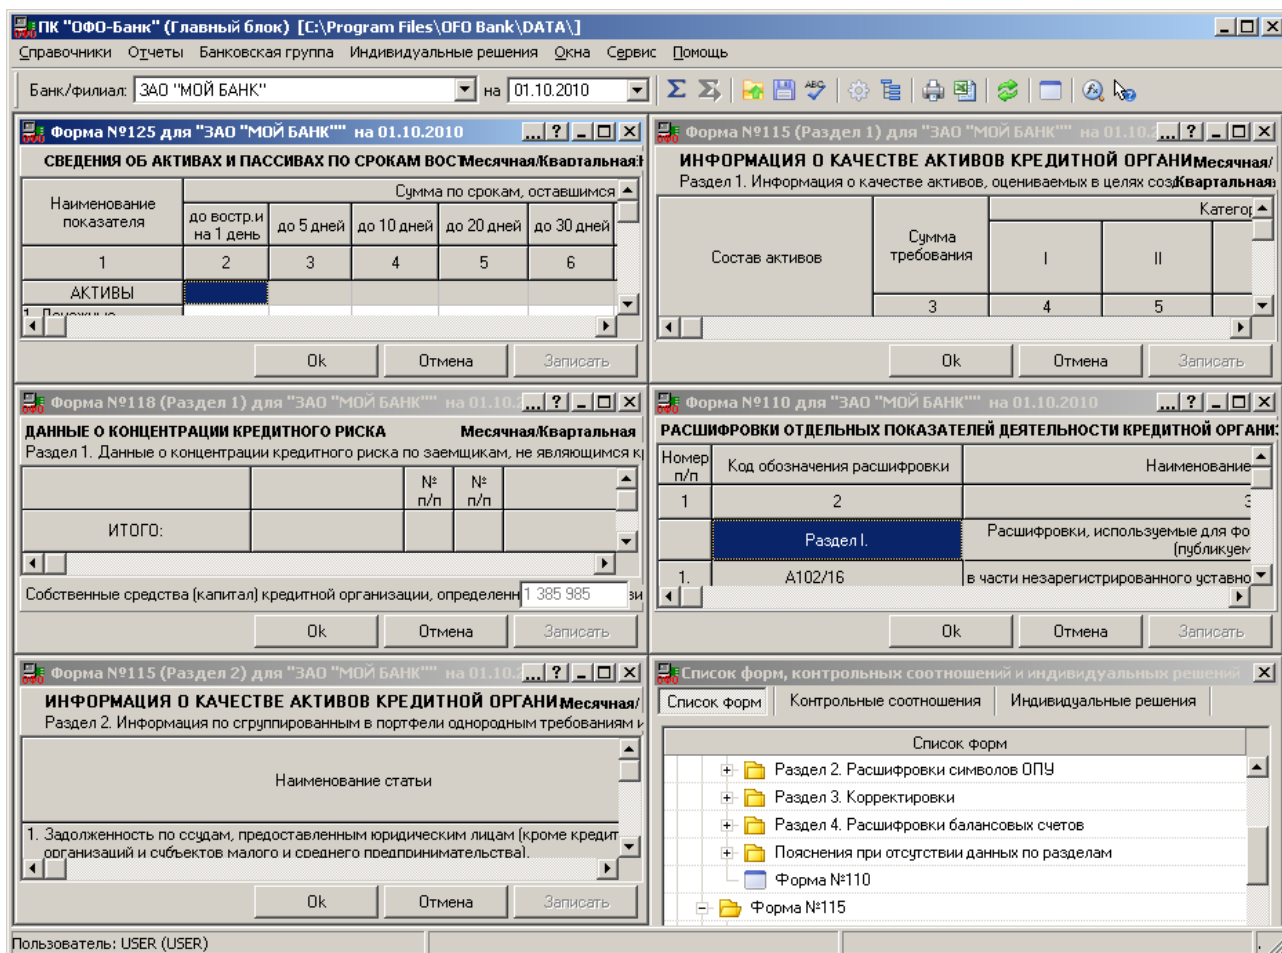 ПК "ОФО-Банк" (Главный блок) [C:\Program Files\OFO Bank\DATA\]
Справочники Отчеты Банковская группа Индивидуальные решения Окна Сервис Помощь
Банк/филиал: ЗАО "МОЙ БАНК" на 01.10.2010
Форма №125 для "ЗАО "МОЙ БАНК"" на 01.10.2010
СВЕДЕНИЯ ОБ АКТИВАХ И ПАССИВАХ ПО СРОКАМ ВОСТ Месячная/Квартальная
Наименование показателя
Сумма по срокам, оставшимся
до востр.и на 1 день
до 5 дней
до 10 дней
до 20 дней
до 30 дней
1 2 3 4 5 6
АКТИВЫ
1. Денежные
Ok Отмена Записать
Форма №115 (Раздел 1) для "ЗАО "МОЙ БАНК"" на 01.10.
ИНФОРМАЦИЯ О КАЧЕСТВЕ АКТИВОВ КРЕДИТНОЙ ОРГАНИ Месячная/
Раздел 1. Информация о качестве активов, оцениваемых в целях созд Квартальная
Состав активов
Сумма требования
Категор
I II
3 4 5
Ok Отмена Записать
Форма №118 (Раздел 1) для "ЗАО "МОЙ БАНК"" на 01.10.2
ДАННЫЕ О КОНЦЕНТРАЦИИ КРЕДИТНОГО РИСКА Месячная/Квартальная
Раздел 1. Данные о концентрации кредитного риска по заемщикам, не являющимся к
№ п/п
№ п/п
ИТОГО:
Собственные средства (капитал) кредитной организации, определенн 1 385 985 зи
Ok Отмена Записать
Форма №110 для "ЗАО "МОЙ БАНК"" на 01.10.2010
РАСШИФРОВКИ ОТДЕЛЬНЫХ ПОКАЗАТЕЛЕЙ ДЕЯТЕЛЬНОСТИ КРЕДИТНОЙ ОРГАНИ
Номер п/п
Код обозначения расшифровки
Наименование
1 2 3
Раздел I.
Расшифровки, используемые для фо
(публикуем
1. А102/16 в части незарегистрированного уставно
Ok Отмена Записать
Форма №115 (Раздел 2) для "ЗАО "МОЙ БАНК"" на 01.10.2
ИНФОРМАЦИЯ О КАЧЕСТВЕ АКТИВОВ КРЕДИТНОЙ ОРГАНИ Месячная/
Раздел 2. Информация по сгруппированным в портфели однородным требованиям и
Наименование статьи
1. Задолженность по ссудам, предоставленным юридическим лицам (кроме кредит
организаций и субъектов малого и среднего предпринимательства).
Ok Отмена Записать
Список форм, контрольных соотношений и индивидуальных решений
Список форм Контрольные соотношения Индивидуальные решения
Список форм
Раздел 2. Расшифровки символов ОПУ
Раздел 3. Корректировки
Раздел 4. Расшифровки балансовых счетов
Пояснения при отсутствии данных по разделам
Форма №110
Форма №115
Пользователь: USER (USER)